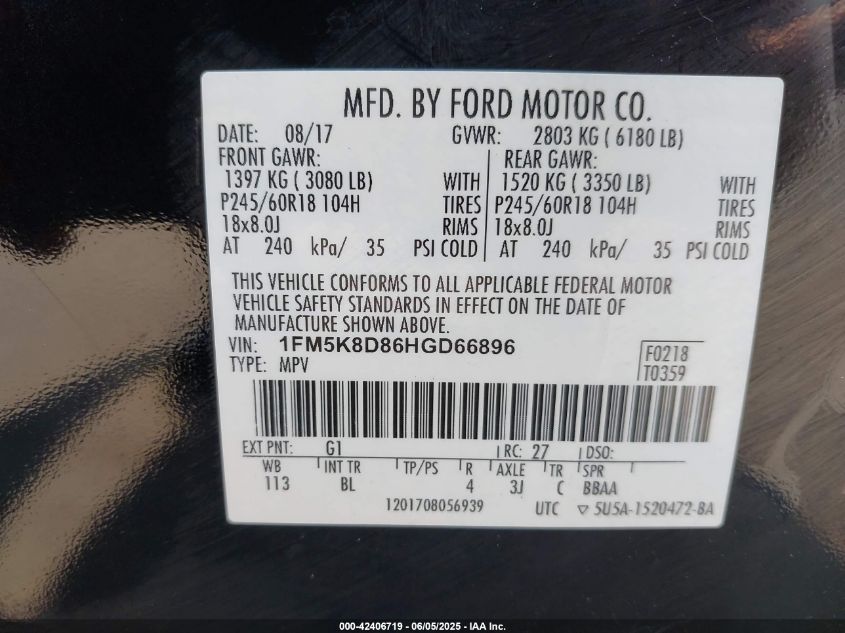 MFD. BY FORD MOTOR CO.
DATE: 08/17 GVWR: 2803 KG ( 6180 LB)
FRONT GAWR: REAR GAWR:
1397 KG ( 3080 LB) WITH 1520 KG ( 3350 LB) WITH
P245/60R18 104H TIRES P245/60R18 104H TIRES
18x8.0J RIMS 18x8.0J RIMS
AT 240 kPa/ 35 PSI COLD AT 240 kPa/ 35 PSI COLD
THIS VEHICLE CONFORMS TO ALL APPLICABLE FEDERAL MOTOR
VEHICLE SAFETY STANDARDS IN EFFECT ON THE DATE OF
MANUFACTURE SHOWN ABOVE.
VIN: 1FM5K8D86HGD66896
TYPE: MPV
F0218
T0359
EXT PNT: G1 RC: 27 DSO:
WB INT TR TP/PS R AXLE TR SPR
113 BL 4 3J C BBAA
1201708056939 UTC ▽ 5U5A-1520472-BA
000-42406719 - 06/05/2025 - IAA Inc.